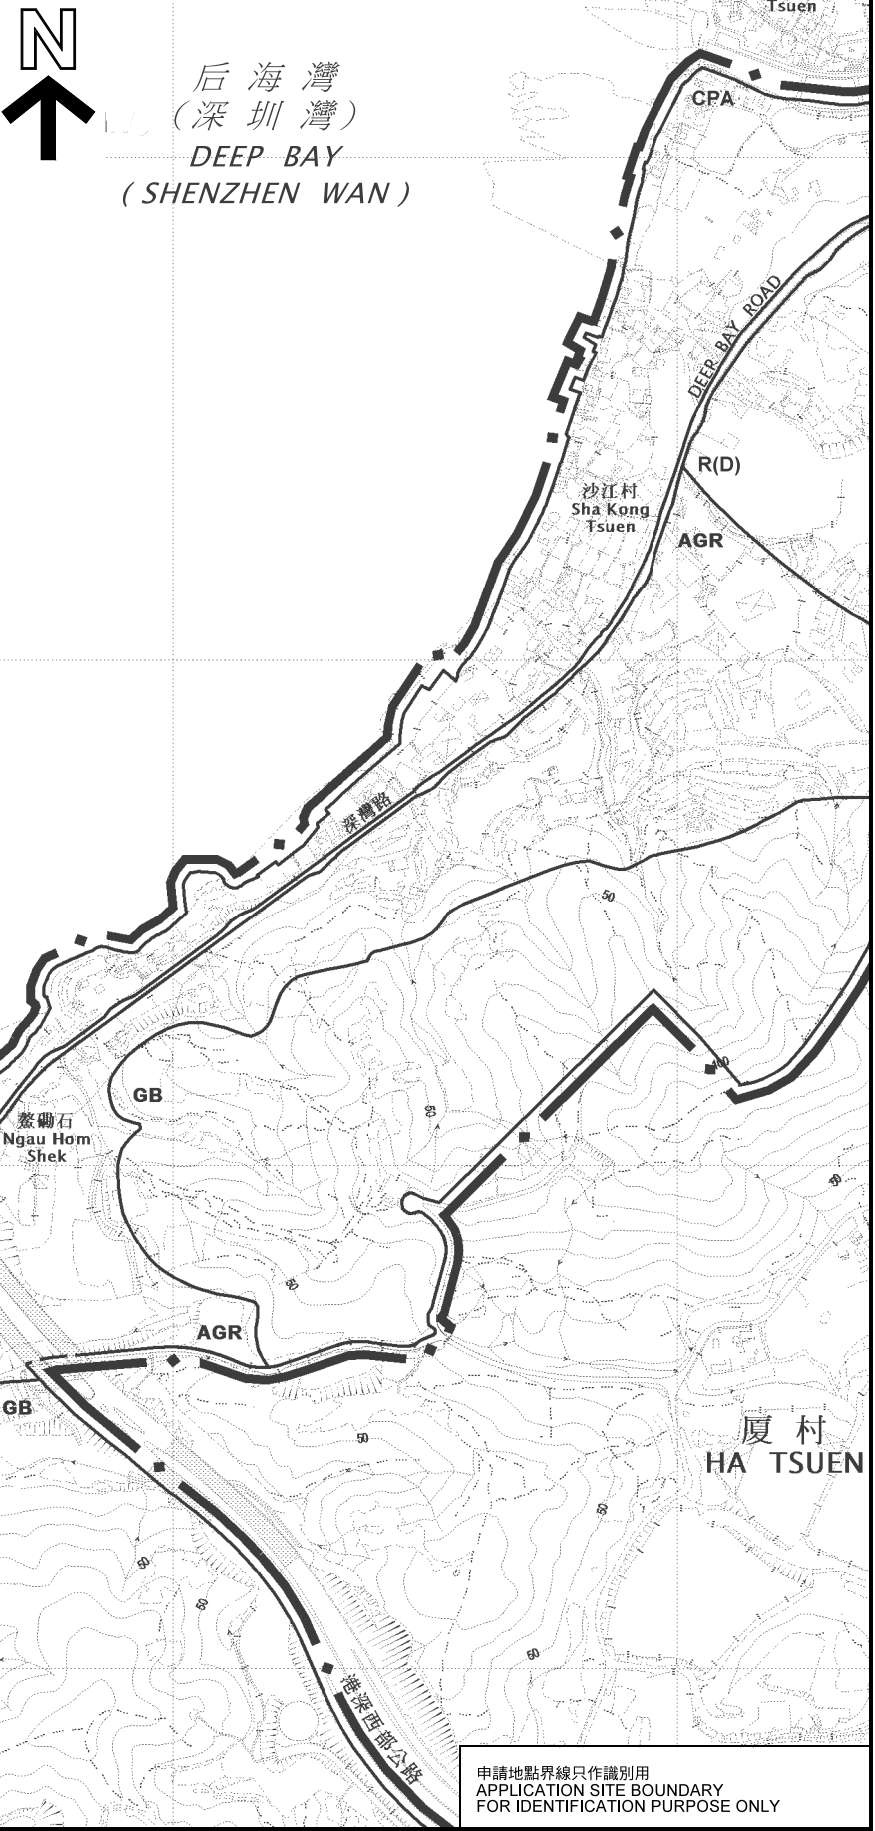 N
Tsuen
后海灣
（深圳灣）
DEEP BAY
( SHENZHEN WAN )
CPA
DEEP BAY ROAD
R(D)
沙江村
Sha Kong
Tsuen
AGR
深灣路
50
100
GB
50
鰲磡石
Ngau Hom
Shek
50
50
AGR
GB
50
厦村
HA TSUEN
50
50
50
50
港深西部公路
申請地點界線只作識別用
APPLICATION SITE BOUNDARY
FOR IDENTIFICATION PURPOSE ONLY